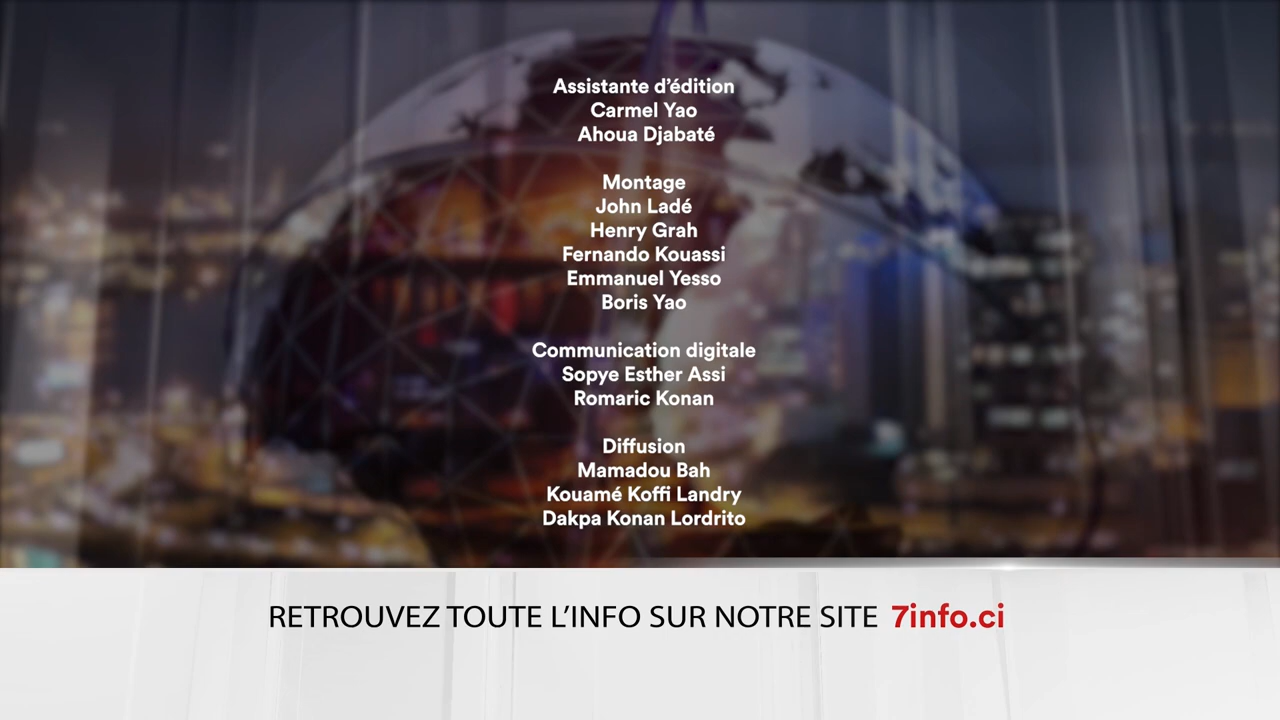 Assistante d’édition
Carmel Yao
Ahoua Djabaté
Montage
John Ladé
Henry Grah
Fernando Kouassi
Emmanuel Yesso
Boris Yao
Communication digitale
Sopye Esther Assi
Romaric Konan
Diffusion
Mamadou Bah
Kouamé Koffi Landry
Dakpa Konan Lordrito
RETROUVEZ TOUTE L’INFO SUR NOTRE SITE 7info.ci